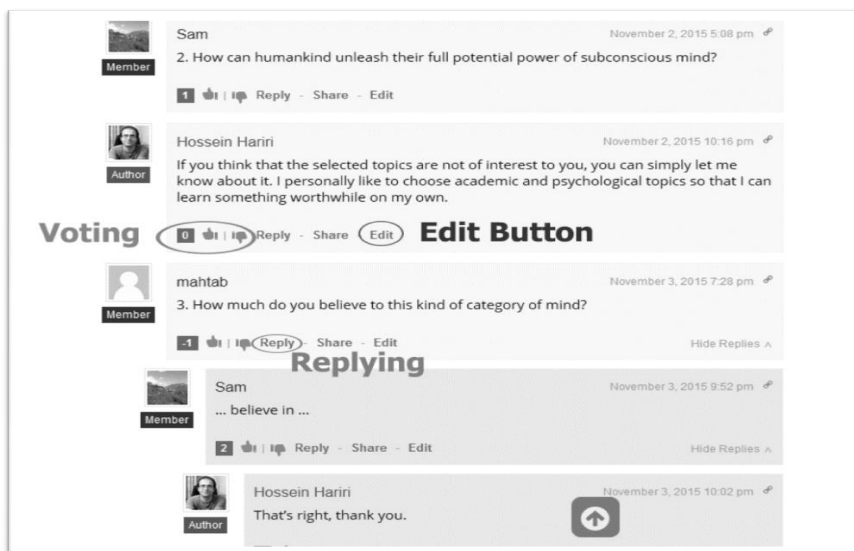 Sam November 2, 2015 5:08 pm
Member
2. How can humankind unleash their full potential power of subconscious mind?
1 | Reply - Share - Edit
Hossein Hariri November 2, 2015 10:16 pm
Author
If you think that the selected topics are not of interest to you, you can simply let me
know about it. I personally like to choose academic and psychological topics so that I can
learn something worthwhile on my own.
Voting 0 | Reply - Share - Edit Edit Button
mahtab November 3, 2015 7:28 pm
Member
3. How much do you believe to this kind of category of mind?
-1 | Reply - Share - Edit Hide Replies
Replying
Sam November 3, 2015 9:52 pm
Member
... believe in ...
2 | Reply - Share - Edit Hide Replies
Hossein Hariri November 3, 2015 10:02 pm
Author
That's right, thank you.